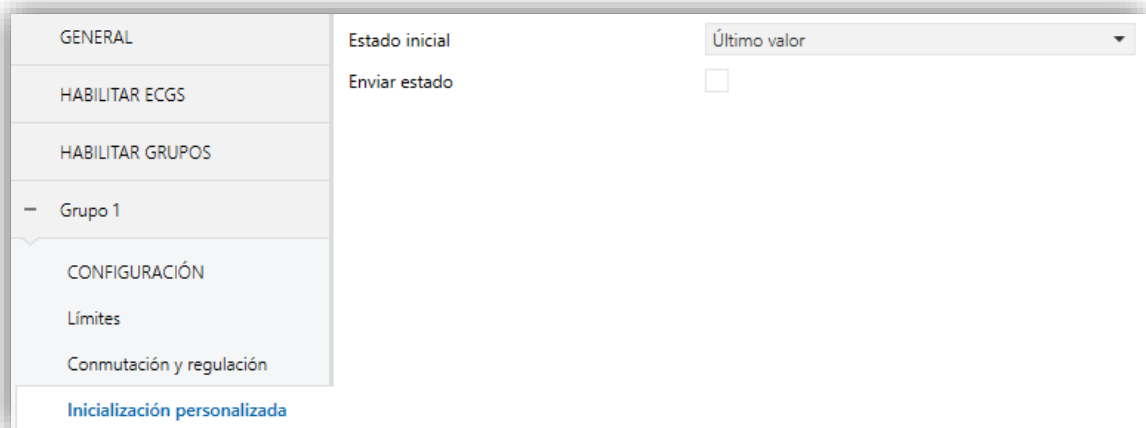 GENERAL
HABILITAR ECGS
HABILITAR GRUPOS
− Grupo 1
CONFIGURACIÓN
Límites
Conmutación y regulación
Inicialización personalizada
Estado inicial
Último valor
Enviar estado